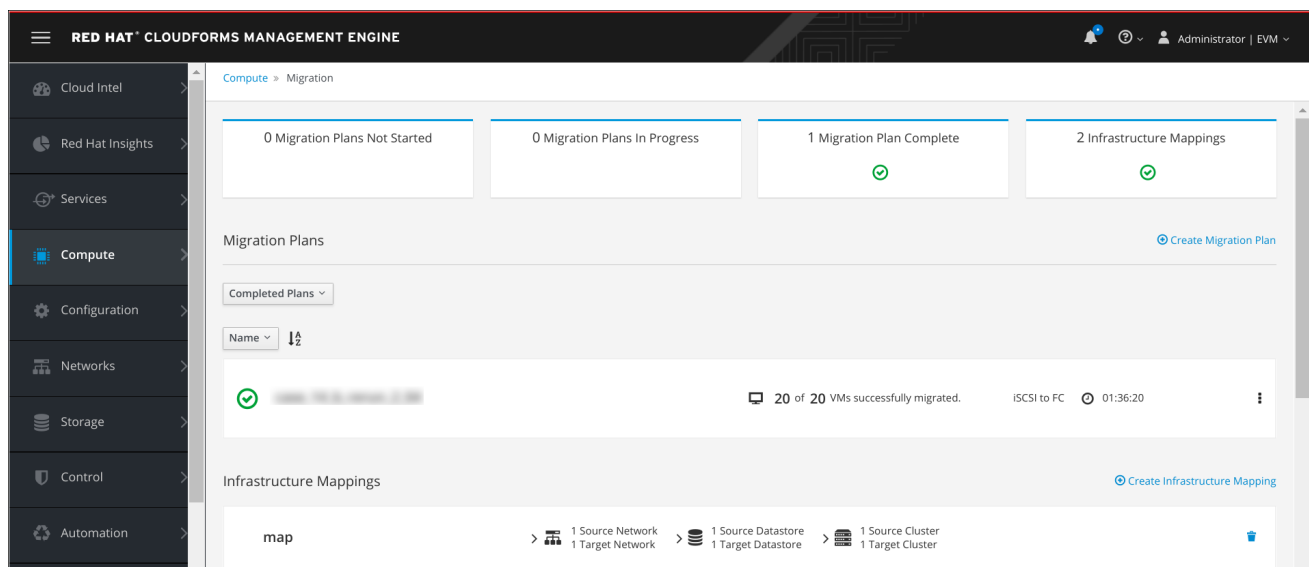 RED HAT® CLOUDFORMS MANAGEMENT ENGINE
Administrator | EVM
Cloud Intel
Red Hat Insights
Services
Compute
Configuration
Networks
Storage
Control
Automation
Compute » Migration
0 Migration Plans Not Started
0 Migration Plans In Progress
1 Migration Plan Complete
2 Infrastructure Mappings
Migration Plans
Create Migration Plan
Completed Plans
Name
20 of 20 VMs successfully migrated.
iSCSI to FC
01:36:20
Infrastructure Mappings
Create Infrastructure Mapping
map
1 Source Network
1 Target Network
1 Source Datastore
1 Target Datastore
1 Source Cluster
1 Target Cluster